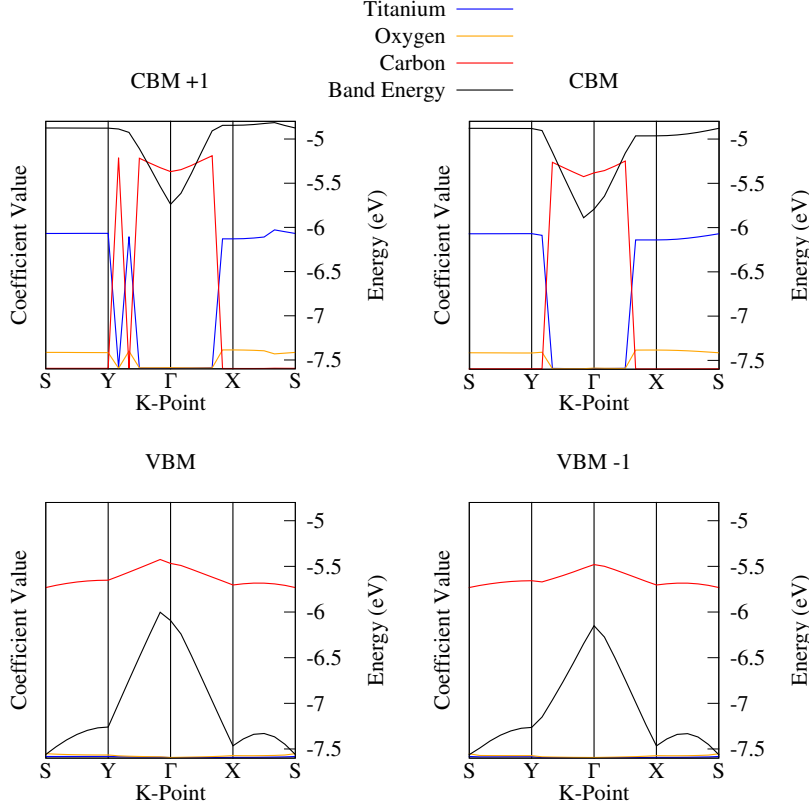 Titanium
Oxygen
Carbon
Band Energy
CBM +1
Coefficient Value
-5
-5.5
-6
-6.5
-7
-7.5
Energy (eV)
S Y Γ X S
K-Point
CBM
Coefficient Value
-5
-5.5
-6
-6.5
-7
-7.5
Energy (eV)
S Y Γ X S
K-Point
VBM
Coefficient Value
-5
-5.5
-6
-6.5
-7
-7.5
Energy (eV)
S Y Γ X S
K-Point
VBM -1
Coefficient Value
-5
-5.5
-6
-6.5
-7
-7.5
Energy (eV)
S Y Γ X S
K-Point